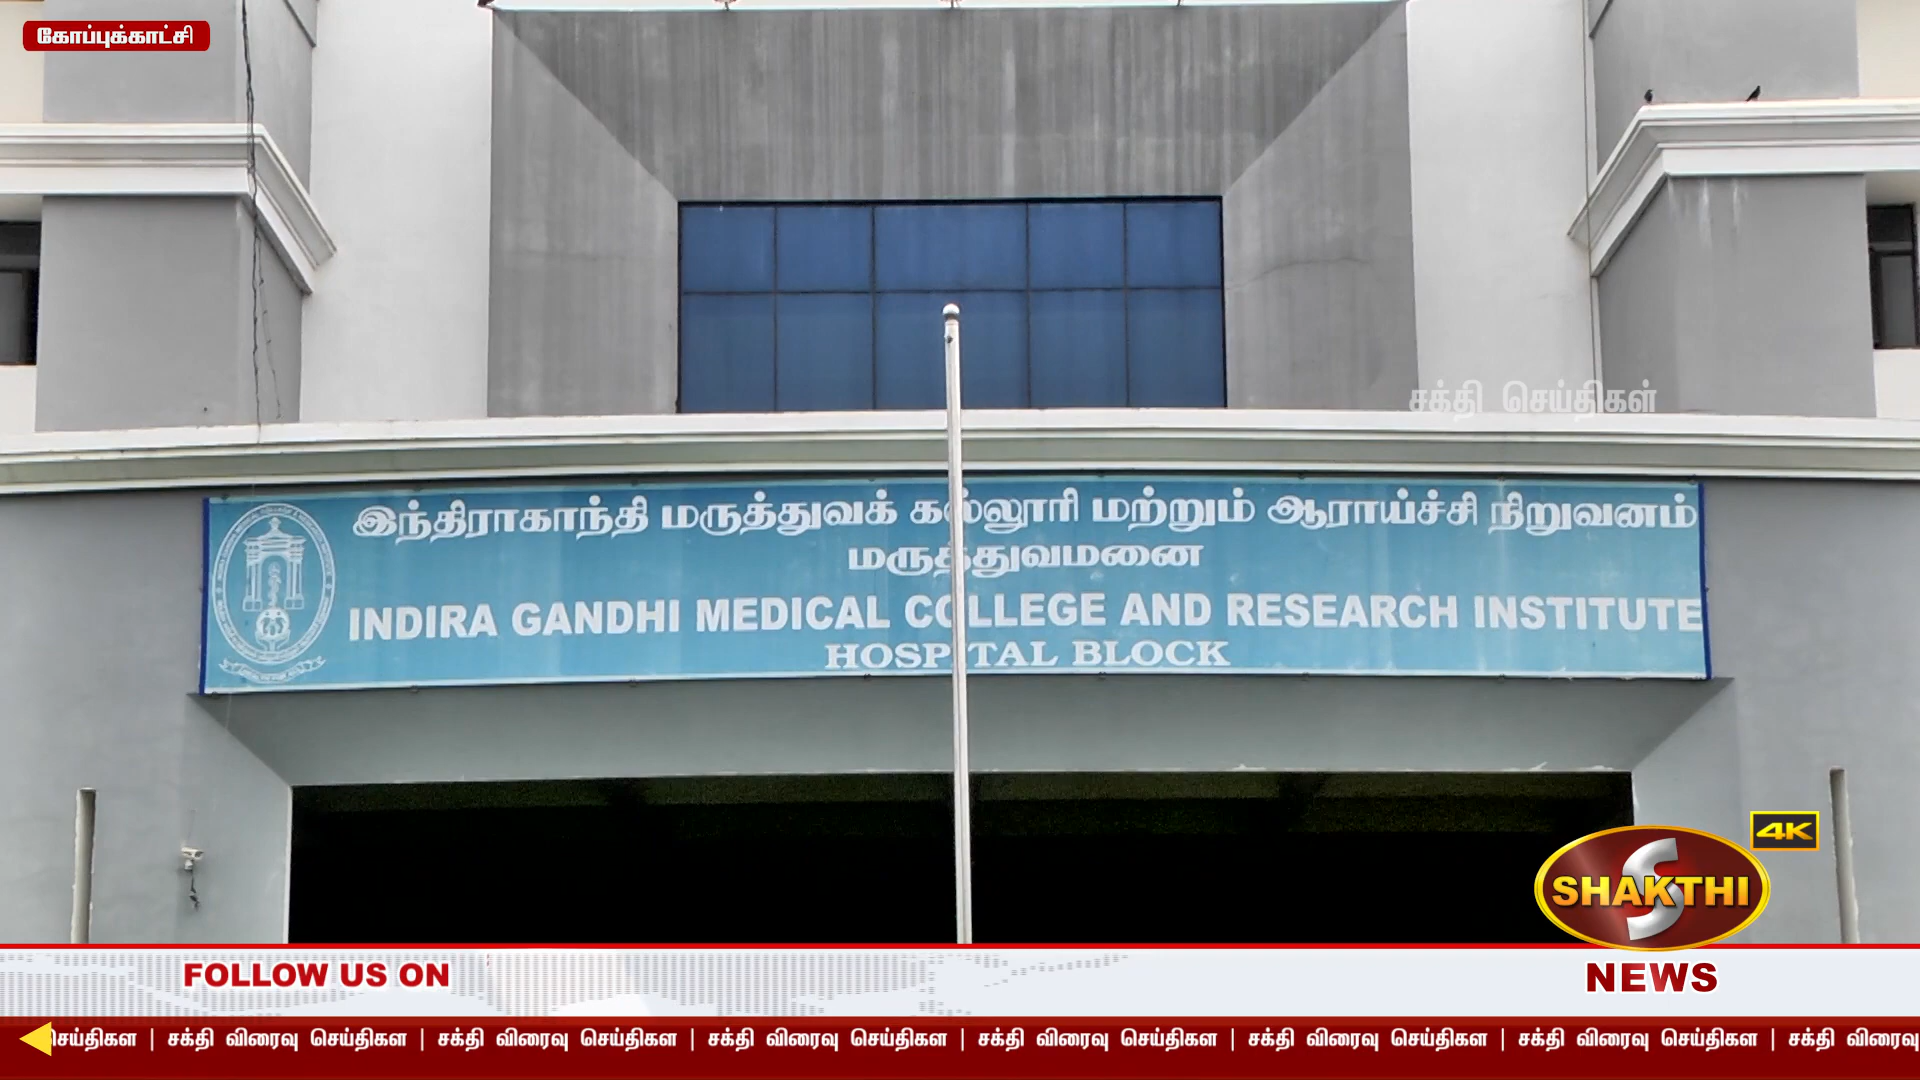 கோப்புக்காட்சி
சக்தி செய்திகள்
இந்திராகாந்தி மருத்துவக் கல்லூரி மற்றும் ஆராய்ச்சி நிறுவனம்
மருத்துவமனை
INDIRA GANDHI MEDICAL COLLEGE AND RESEARCH INSTITUTE
HOSPITAL BLOCK
4K
S
SHAKTHI
NEWS
FOLLOW US ON
செய்திகள | சக்தி விரைவு செய்திகள | சக்தி விரைவு செய்திகள | சக்தி விரைவு செய்திகள | சக்தி விரைவு செய்திகள | சக்தி விரைவு செய்திகள | சக்தி விரைவு செய்திகள | சக்தி விரைவு